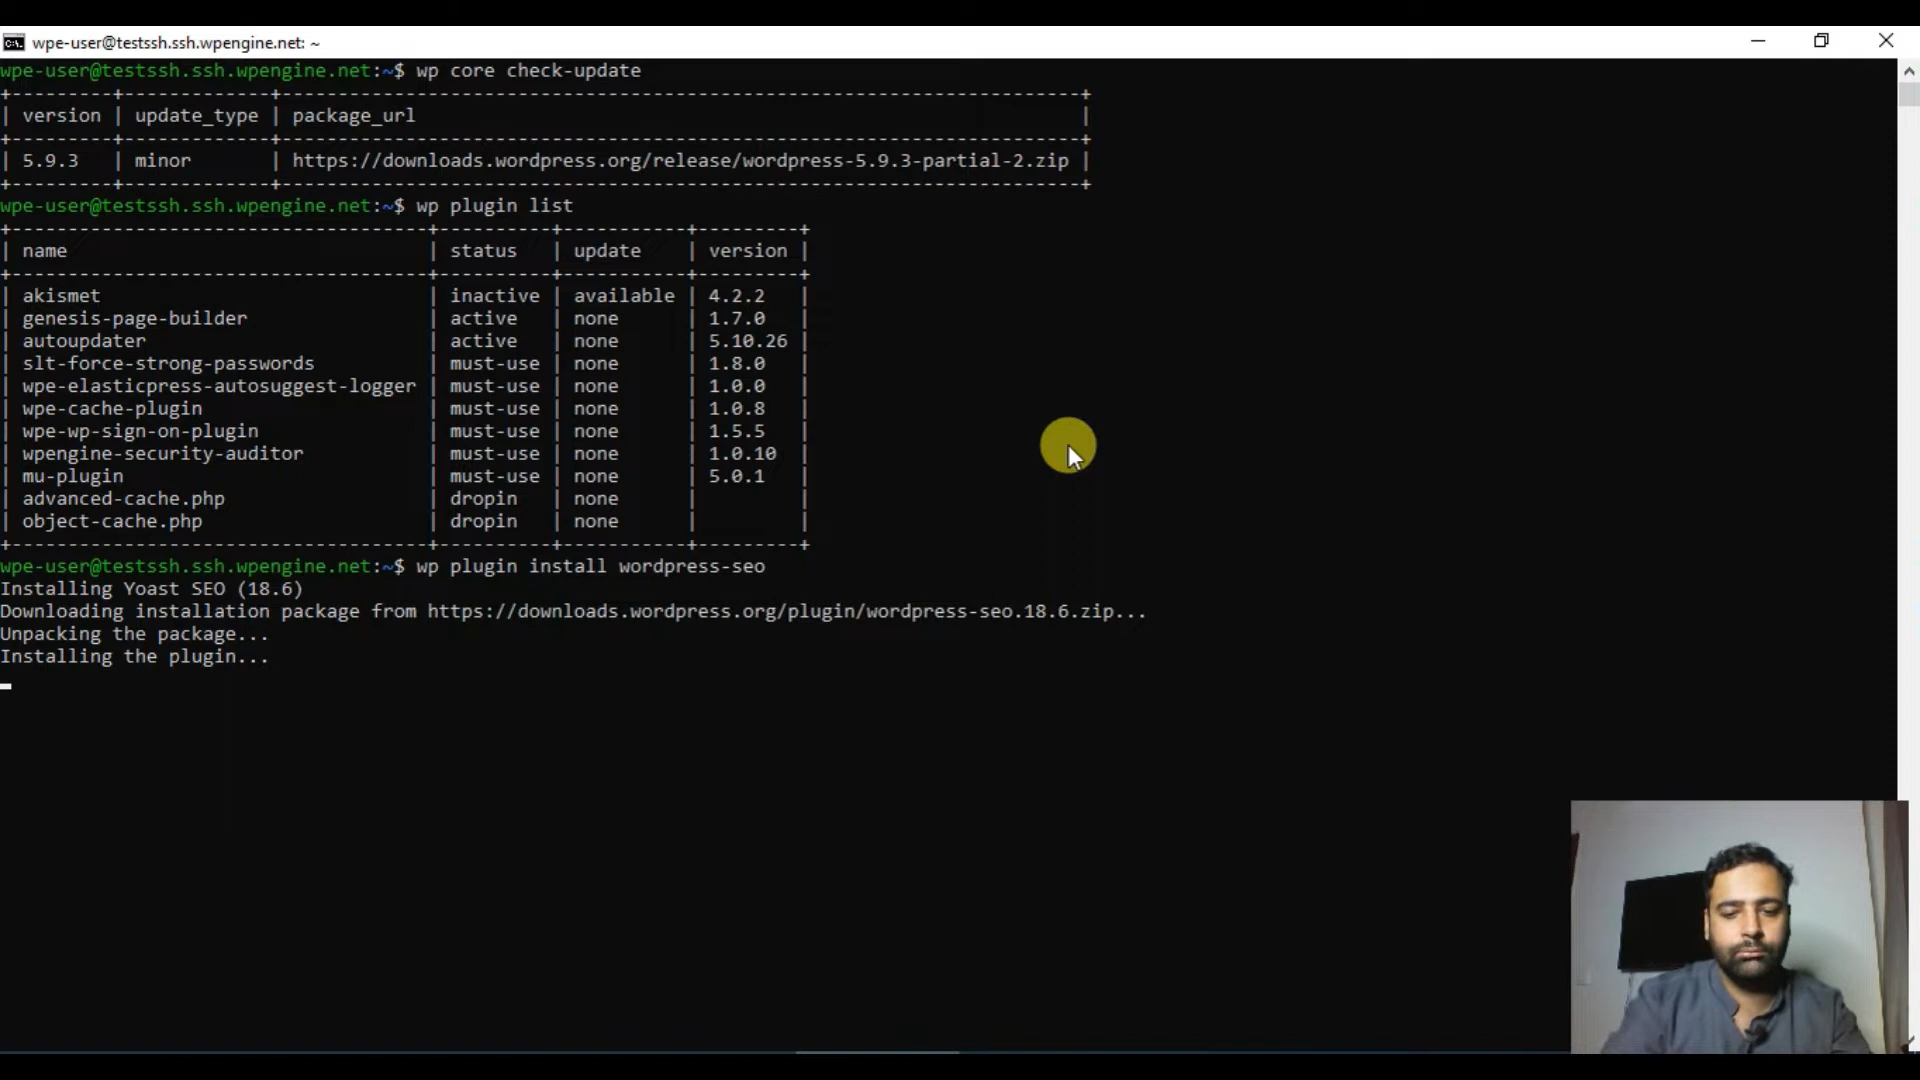 wpe-user@testssh.ssh.wpengine.net: ~
wpe-user@testssh.ssh.wpengine.net:~$ wp core check-update
+---------+-------------+-----------------------------------------------------------------------+
| version | update_type | package_url |
+---------+-------------+-----------------------------------------------------------------------+
| 5.9.3 | minor | https://downloads.wordpress.org/release/wordpress-5.9.3-partial-2.zip |
+---------+-------------+-----------------------------------------------------------------------+
wpe-user@testssh.ssh.wpengine.net:~$ wp plugin list
+-------------------------------------+----------+-----------+---------+
| name | status | update | version |
+-------------------------------------+----------+-----------+---------+
| akismet | inactive | available | 4.2.2 |
| genesis-page-builder | active | none | 1.7.0 |
| autoupdater | active | none | 5.10.26 |
| slt-force-strong-passwords | must-use | none | 1.8.0 |
| wpe-elasticpress-autosuggest-logger | must-use | none | 1.0.0 |
| wpe-cache-plugin | must-use | none | 1.0.8 |
| wpe-wp-sign-on-plugin | must-use | none | 1.5.5 |
| wpengine-security-auditor | must-use | none | 1.0.10 |
| mu-plugin | must-use | none | 5.0.1 |
| advanced-cache.php | dropin | none | |
| object-cache.php | dropin | none | |
+-------------------------------------+----------+-----------+---------+
wpe-user@testssh.ssh.wpengine.net:~$ wp plugin install wordpress-seo
Installing Yoast SEO (18.6)
Downloading installation package from https://downloads.wordpress.org/plugin/wordpress-seo.18.6.zip...
Unpacking the package...
Installing the plugin...